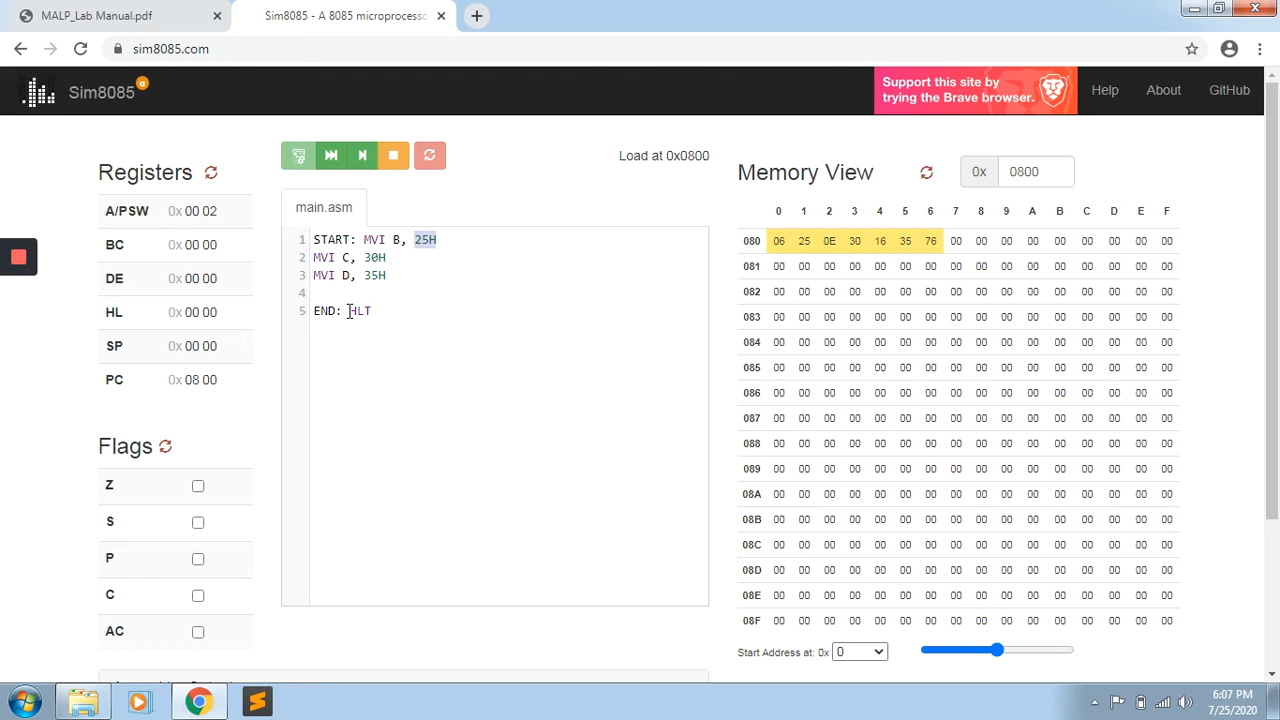 MALP_Lab Manual.pdf
Sim8085 - A 8085 microprocesso
sim8085.com
Sim8085 α
Support this site by
trying the Brave browser.
Help About GitHub
Registers
A/PSW 0x 00 02
BC 0x 00 00
DE 0x 00 00
HL 0x 00 00
SP 0x 00 00
PC 0x 08 00
Flags
Z
S
P
C
AC
Load at 0x0800
main.asm
1 START: MVI B, 25H
2 MVI C, 30H
3 MVI D, 35H
4
5 END: HLT
Memory View 0x 0800
0 1 2 3 4 5 6 7 8 9 A B C D E F
080 06 25 0E 30 16 35 76 00 00 00 00 00 00 00 00 00
081 00 00 00 00 00 00 00 00 00 00 00 00 00 00 00 00
082 00 00 00 00 00 00 00 00 00 00 00 00 00 00 00 00
083 00 00 00 00 00 00 00 00 00 00 00 00 00 00 00 00
084 00 00 00 00 00 00 00 00 00 00 00 00 00 00 00 00
085 00 00 00 00 00 00 00 00 00 00 00 00 00 00 00 00
086 00 00 00 00 00 00 00 00 00 00 00 00 00 00 00 00
087 00 00 00 00 00 00 00 00 00 00 00 00 00 00 00 00
088 00 00 00 00 00 00 00 00 00 00 00 00 00 00 00 00
089 00 00 00 00 00 00 00 00 00 00 00 00 00 00 00 00
08A 00 00 00 00 00 00 00 00 00 00 00 00 00 00 00 00
08B 00 00 00 00 00 00 00 00 00 00 00 00 00 00 00 00
08C 00 00 00 00 00 00 00 00 00 00 00 00 00 00 00 00
08D 00 00 00 00 00 00 00 00 00 00 00 00 00 00 00 00
08E 00 00 00 00 00 00 00 00 00 00 00 00 00 00 00 00
08F 00 00 00 00 00 00 00 00 00 00 00 00 00 00 00 00
Start Address at: 0x 0
6:07 PM
7/25/2020